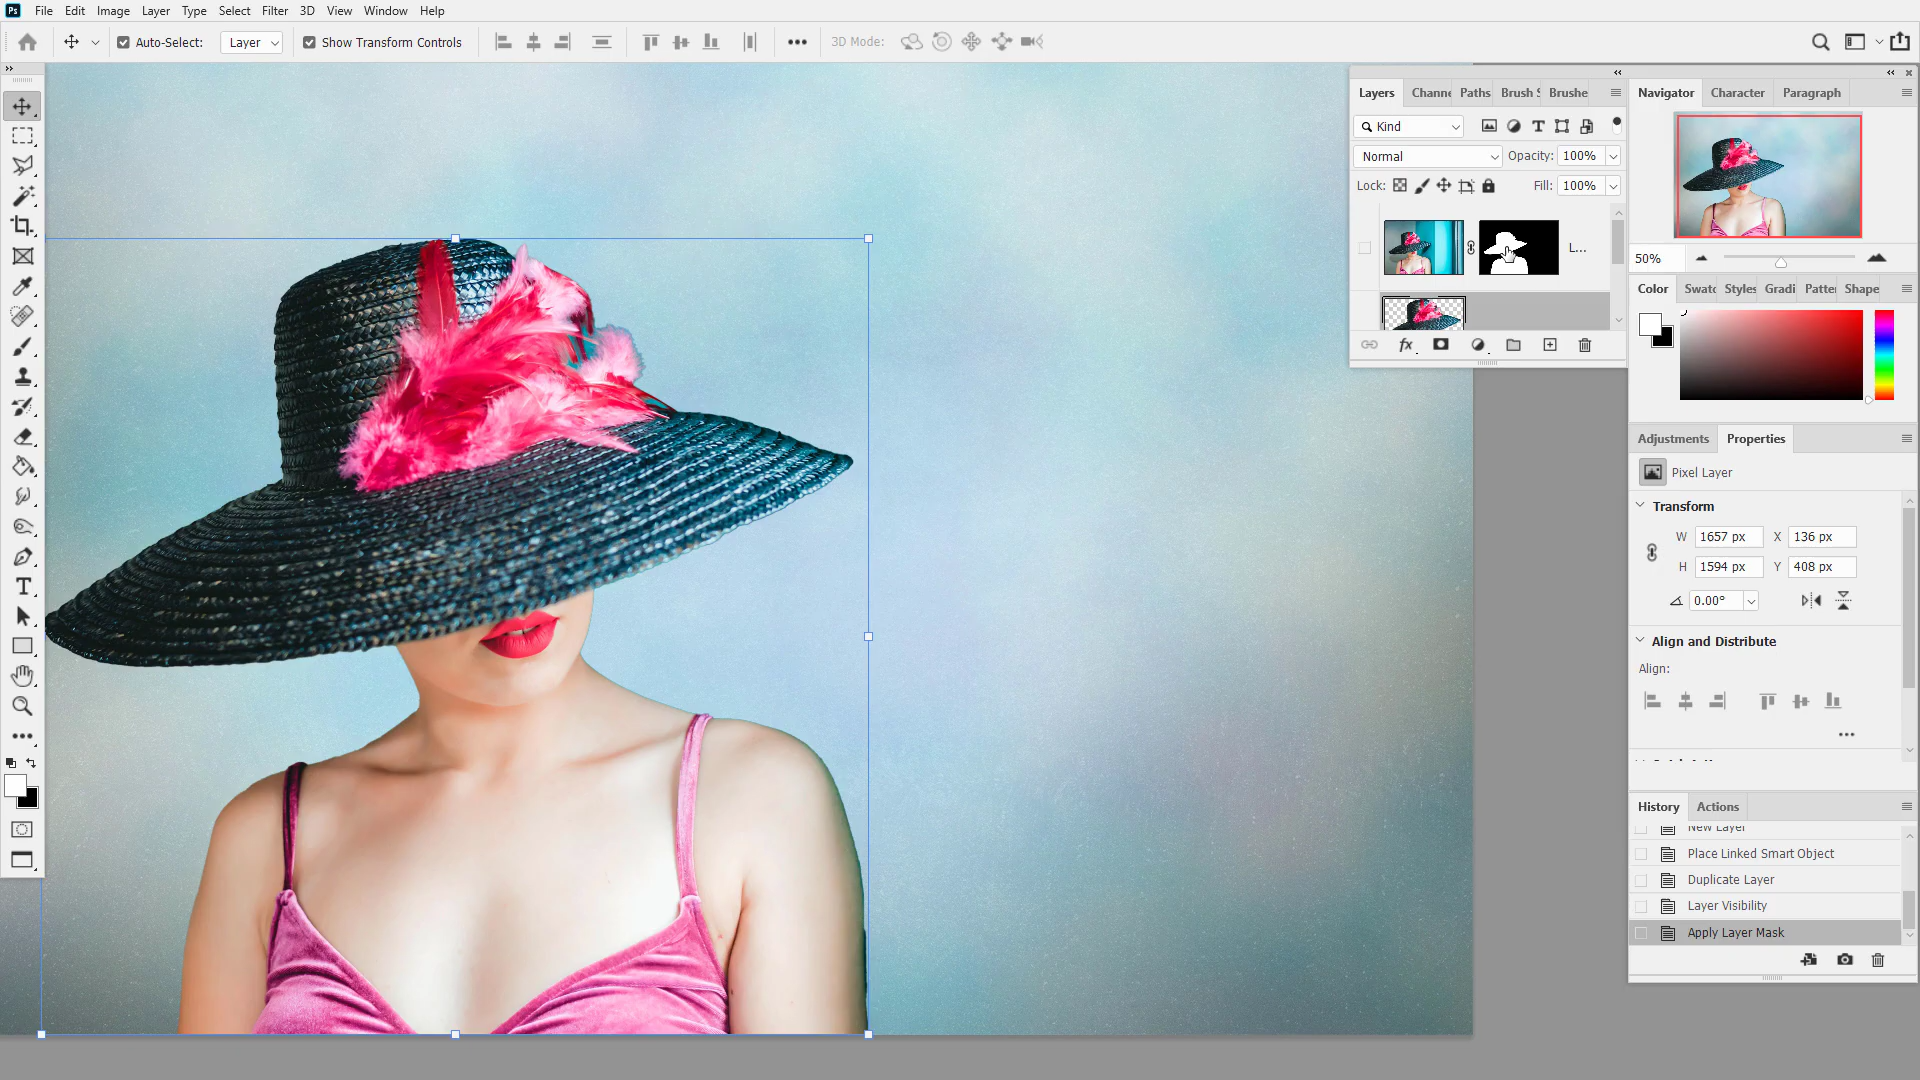 Ps File Edit Image Layer Type Select Filter 3D View Window Help
Auto-Select: Layer Show Transform Controls 3D Mode:
Layers Channe Paths Brush S Brushe
Kind
Normal Opacity: 100%
Lock: Fill: 100%
L...
fx
Navigator Character Paragraph
50%
Color Swatc Styles Gradi Patter Shape
Adjustments Properties
Pixel Layer
Transform
W 1657 px X 136 px
H 1594 px Y 408 px
0.00°
Align and Distribute
Align:
History Actions
New Layer
Place Linked Smart Object
Duplicate Layer
Layer Visibility
Apply Layer Mask